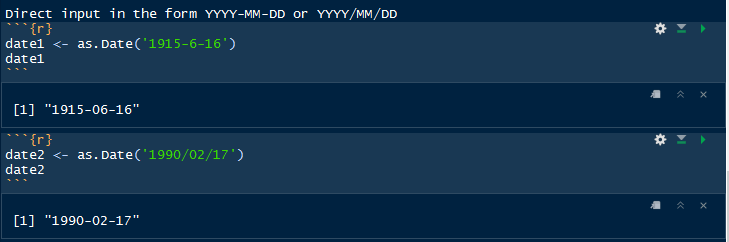 Direct input in the form YYYY-MM-DD or YYYY/MM/DD
```{r}
date1 <- as.Date('1915-6-16')
date1
```
[1] "1915-06-16"
```{r}
date2 <- as.Date('1990/02/17')
date2
```
[1] "1990-02-17"